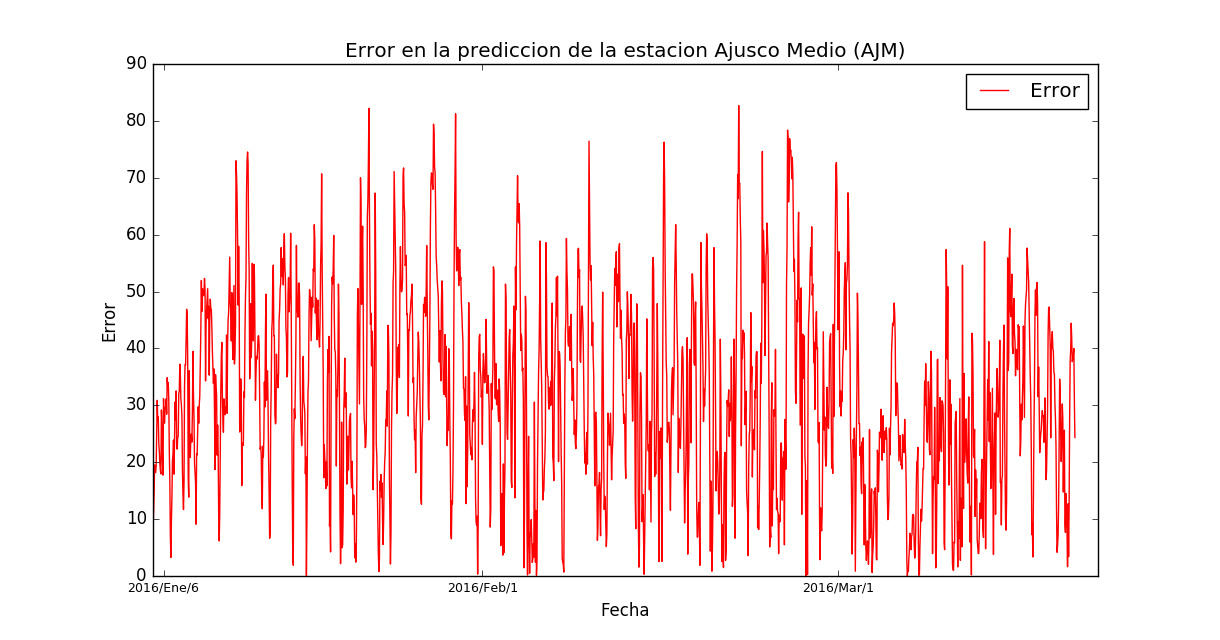 Error en la prediccion de la estacion Ajusco Medio (AJM)
Error
90
80
70
60
50
40
30
20
10
0
Error
2016/Ene/6
2016/Feb/1
2016/Mar/1
Fecha